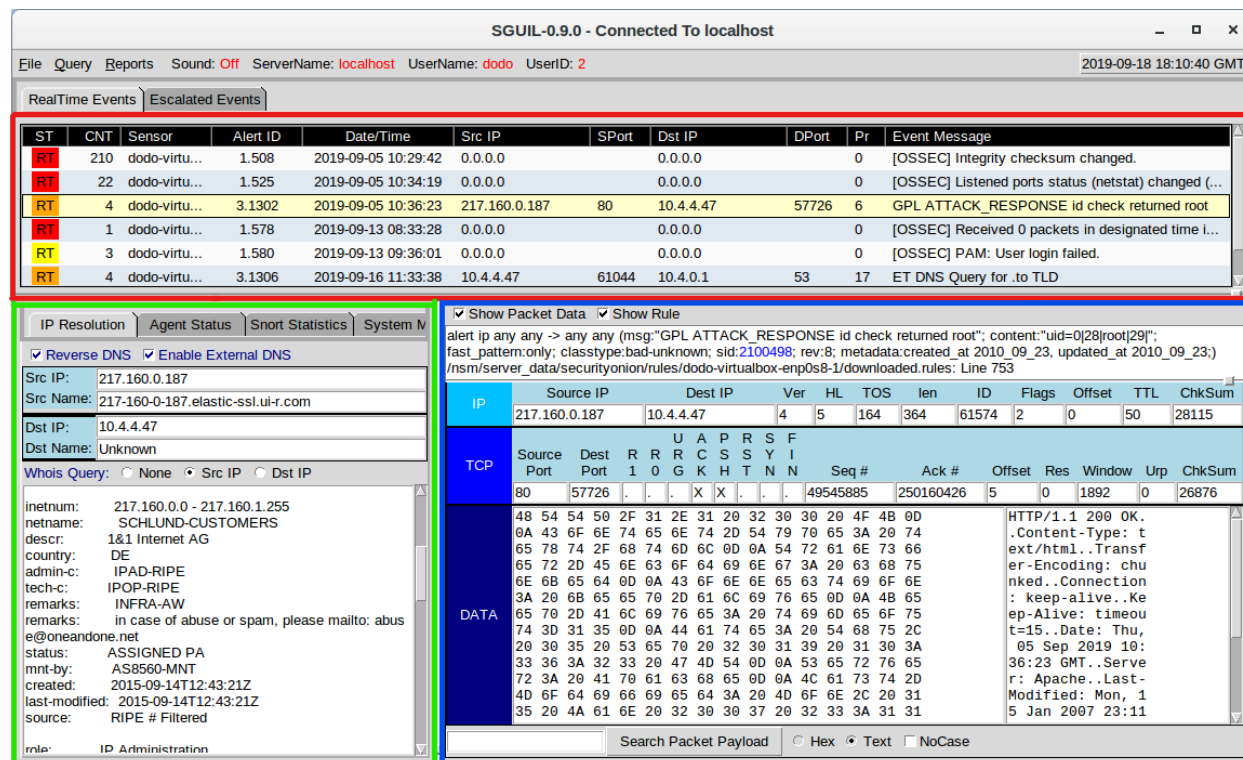 SGUIL-0.9.0 - Connected To localhost
File Query Reports Sound: Off ServerName: localhost UserName: dodo UserID: 2 2019-09-18 18:10:40 GMT
RealTime Events Escalated Events
ST CNT Sensor Alert ID Date/Time Src IP SPort Dst IP DPort Pr Event Message
RT 210 dodo-virtu... 1.508 2019-09-05 10:29:42 0.0.0.0 0.0.0.0 0 [OSSEC] Integrity checksum changed.
RT 22 dodo-virtu... 1.525 2019-09-05 10:34:19 0.0.0.0 0.0.0.0 0 [OSSEC] Listened ports status (netstat) changed (...
RT 4 dodo-virtu... 3.1302 2019-09-05 10:36:23 217.160.0.187 80 10.4.4.47 57726 6 GPL ATTACK_RESPONSE id check returned root
RT 1 dodo-virtu... 1.578 2019-09-13 08:33:28 0.0.0.0 0.0.0.0 0 [OSSEC] Received 0 packets in designated time i...
RT 3 dodo-virtu... 1.580 2019-09-13 09:36:01 0.0.0.0 0.0.0.0 0 [OSSEC] PAM: User login failed.
RT 4 dodo-virtu... 3.1306 2019-09-16 11:33:38 10.4.4.47 61044 10.4.0.1 53 17 ET DNS Query for .to TLD
IP Resolution Agent Status Snort Statistics System M
Reverse DNS Enable External DNS
Src IP: 217.160.0.187
Src Name: 217-160-0-187.elastic-ssl.ui-r.com
Dst IP: 10.4.4.47
Dst Name: Unknown
Whois Query: None Src IP Dst IP
inetnum: 217.160.0.0 - 217.160.1.255
netname: SCHLUND-CUSTOMERS
descr: 1&1 Internet AG
country: DE
admin-c: IPAD-RIPE
tech-c: IPOP-RIPE
remarks: INFRA-AW
remarks: in case of abuse or spam, please mailto: abus
e@oneandone.net
status: ASSIGNED PA
mnt-by: AS8560-MNT
created: 2015-09-14T12:43:21Z
last-modified: 2015-09-14T12:43:21Z
source: RIPE # Filtered
role: IP Administration
Show Packet Data Show Rule
alert ip any any -> any any (msg:"GPL ATTACK_RESPONSE id check returned root"; content:"uid=0|28|root|29|";
fast_pattern:only; classtype:bad-unknown; sid:2100498; rev:8; metadata:created_at 2010_09_23, updated_at 2010_09_23;)
/nsm/server_data/securityonion/rules/dodo-virtualbox-enp0s8-1/downloaded.rules: Line 753
IP Source IP Dest IP Ver HL TOS len ID Flags Offset TTL ChkSum
217.160.0.187 10.4.4.47 4 5 164 364 61574 2 0 50 28115
U A P R S F
Source Dest R R R C S S Y I
TCP Port Port 1 0 G K H T N N Seq # Ack # Offset Res Window Urp ChkSum
80 57726 . . . X X . . . 49545885 250160426 5 0 1892 0 26876
DATA
48 54 54 50 2F 31 2E 31 20 32 30 30 20 4F 4B 0D HTTP/1.1 200 OK.
0A 43 6F 6E 74 65 6E 74 2D 54 79 70 65 3A 20 74 .Content-Type: t
65 78 74 2F 68 74 6D 6C 0D 0A 54 72 61 6E 73 66 ext/html..Transf
65 72 2D 45 6E 63 6F 64 69 6E 67 3A 20 63 68 75 er-Encoding: chu
6E 6B 65 64 0D 0A 43 6F 6E 6E 65 63 74 69 6F 6E nked..Connection
3A 20 6B 65 65 70 2D 61 6C 69 76 65 0D 0A 4B 65 : keep-alive..Ke
65 70 2D 41 6C 69 76 65 3A 20 74 69 6D 65 6F 75 ep-Alive: timeou
74 3D 31 35 0D 0A 44 61 74 65 3A 20 54 68 75 2C t=15..Date: Thu,
20 30 35 20 53 65 70 20 32 30 31 39 20 31 30 3A 05 Sep 2019 10:
33 36 3A 32 33 20 47 4D 54 0D 0A 53 65 72 76 65 36:23 GMT..Serve
72 3A 20 41 70 61 63 68 65 0D 0A 4C 61 73 74 2D r: Apache..Last-
4D 6F 64 69 66 69 65 64 3A 20 4D 6F 6E 2C 20 31 Modified: Mon, 1
35 20 4A 61 6E 20 32 30 30 37 20 32 33 3A 31 31 5 Jan 2007 23:11
Search Packet Payload Hex Text NoCase